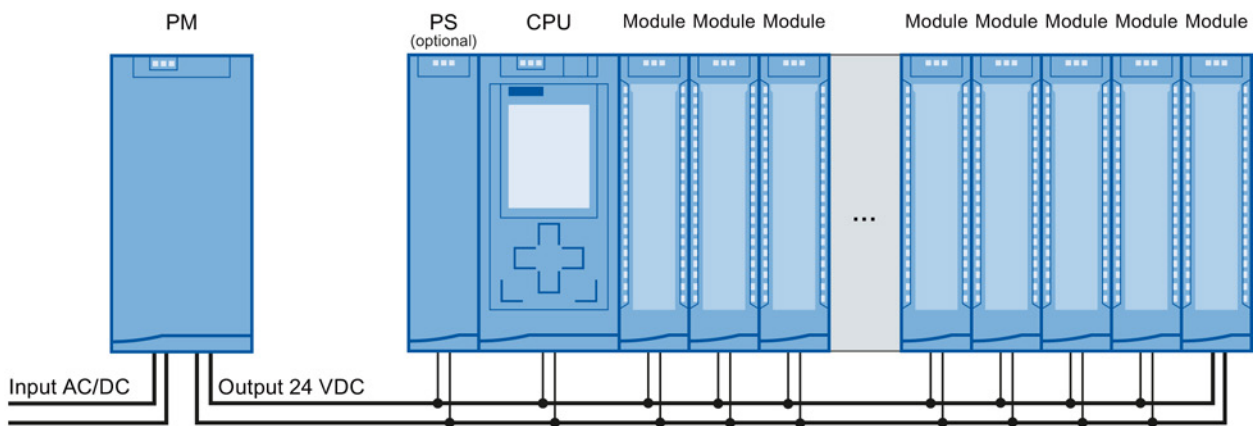 PM
PS
(optional)
CPU
Module
Module
Module
Module
Module
Module
Module
Module
...
Input AC/DC
Output 24 VDC